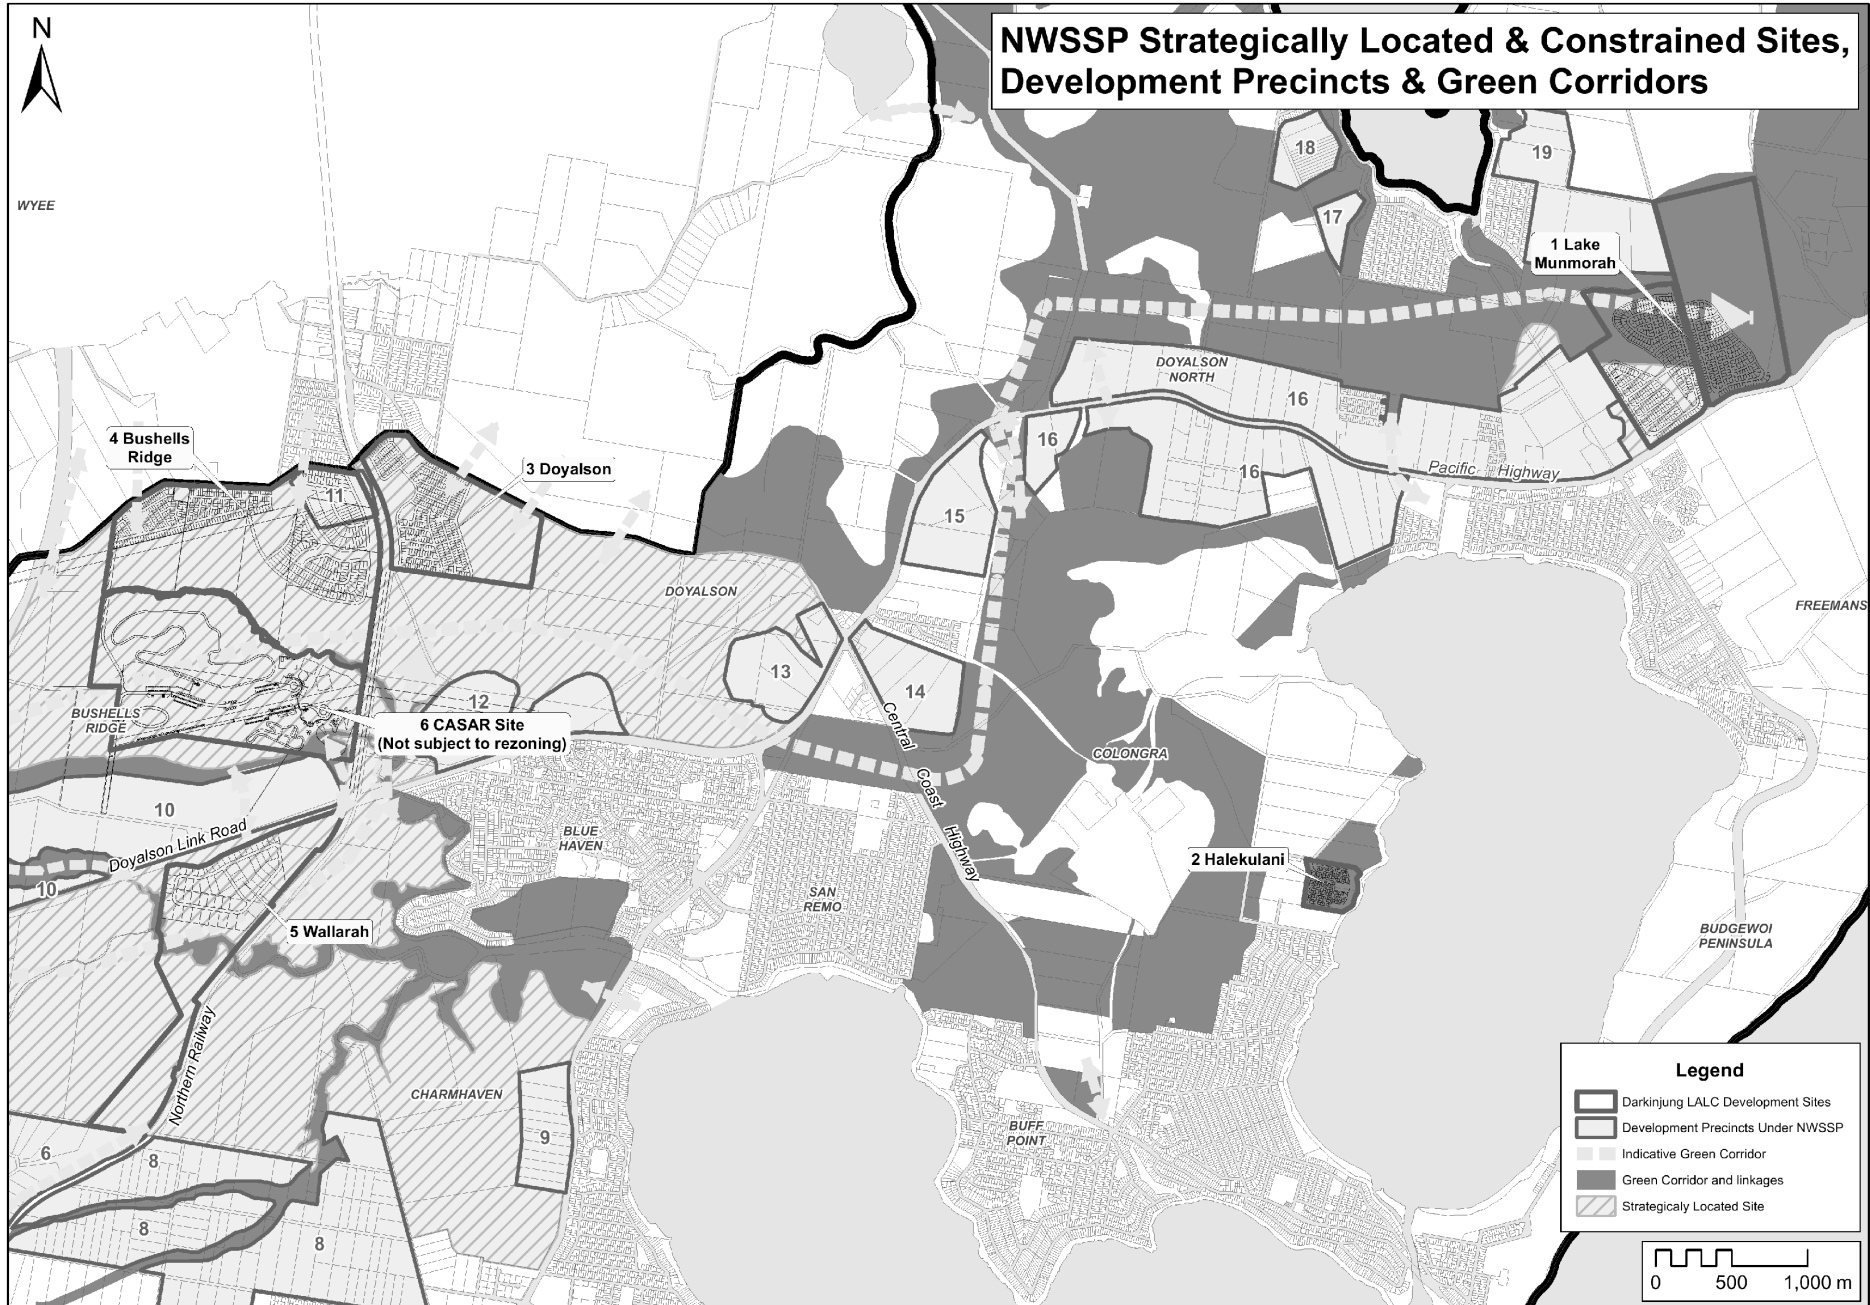 N
NWSSP Strategically Located & Constrained Sites,
Development Precincts & Green Corridors
18
19
WYEE
17
1 Lake
Munmorah
DOYALSON
NORTH
16
4 Bushells
Ridge
16
3 Doyalson
Pacific Highway
16
11
15
DOYALSON
FREEMANS
13
14
12
BUSHELLS
RIDGE
6 CASAR Site
(Not subject to rezoning)
Central Coast Highway
COLONGRA
10
Doyalson Link Road
BLUE
HAVEN
2 Halekulani
10
SAN
REMO
5 Wallarah
BUDGEWOI
PENINSULA
Northern Railway
CHARMHAVEN
9
BUFF
POINT
6
8
8
8
Legend
Darkinjung LALC Development Sites
Development Precincts Under NWSSP
Indicative Green Corridor
Green Corridor and linkages
Strategicaly Located Site
0 500 1,000 m